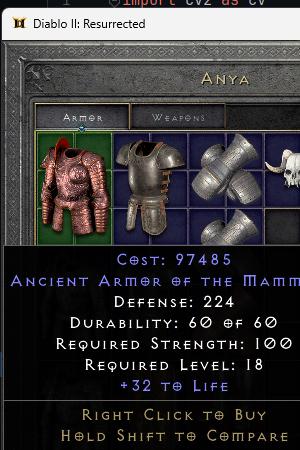 import cv2 as cv
Diablo II: Resurrected
Anya
Armor
Weapons
Cost: 97485
Ancient Armor of the Mamm
Defense: 224
Durability: 60 of 60
Required Strength: 100
Required Level: 18
+32 to Life
Right Click to Buy
Hold Shift to Compare